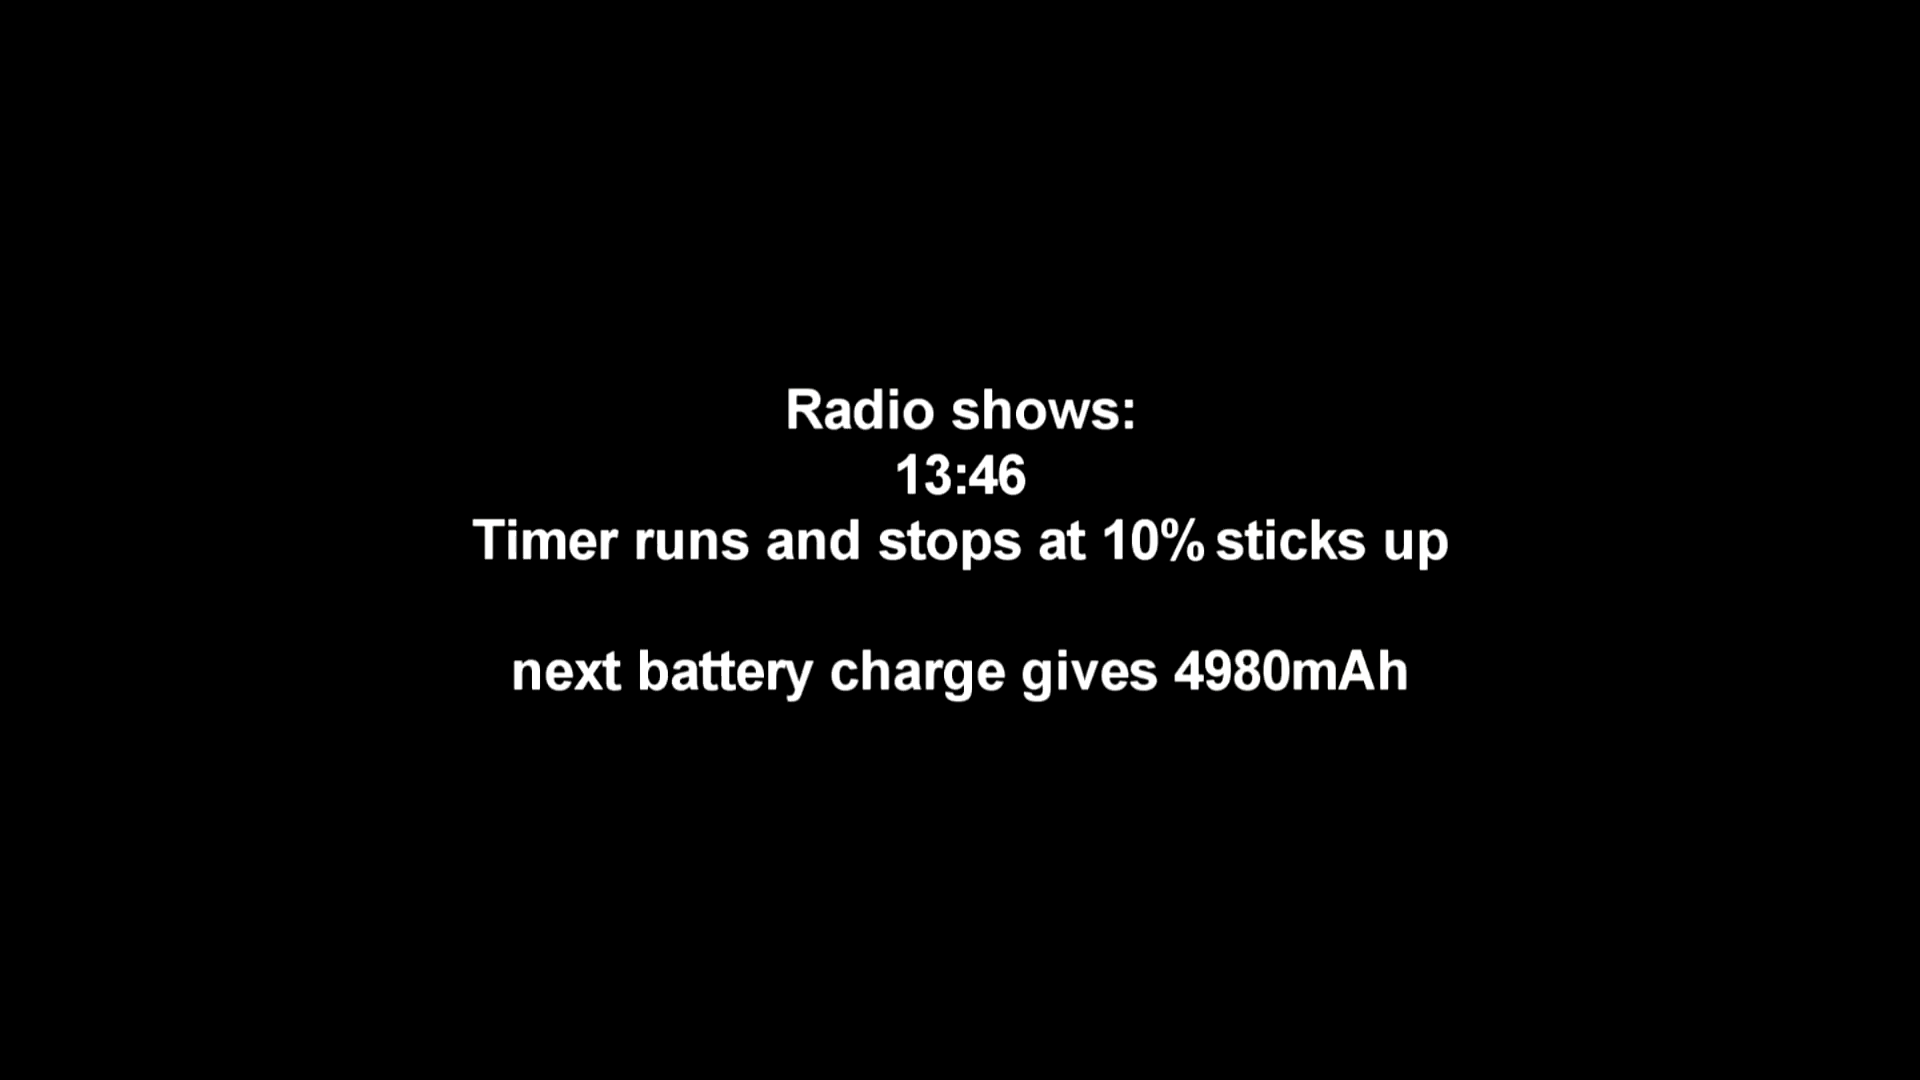 Radio shows:
13:46
Timer runs and stops at 10% sticks up
next battery charge gives 4980mAh